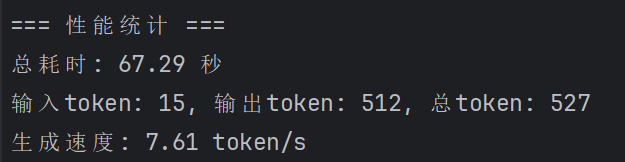 === 性能统计 ===
总耗时: 67.29 秒
输入token: 15, 输出token: 512, 总token: 527
生成速度: 7.61 token/s